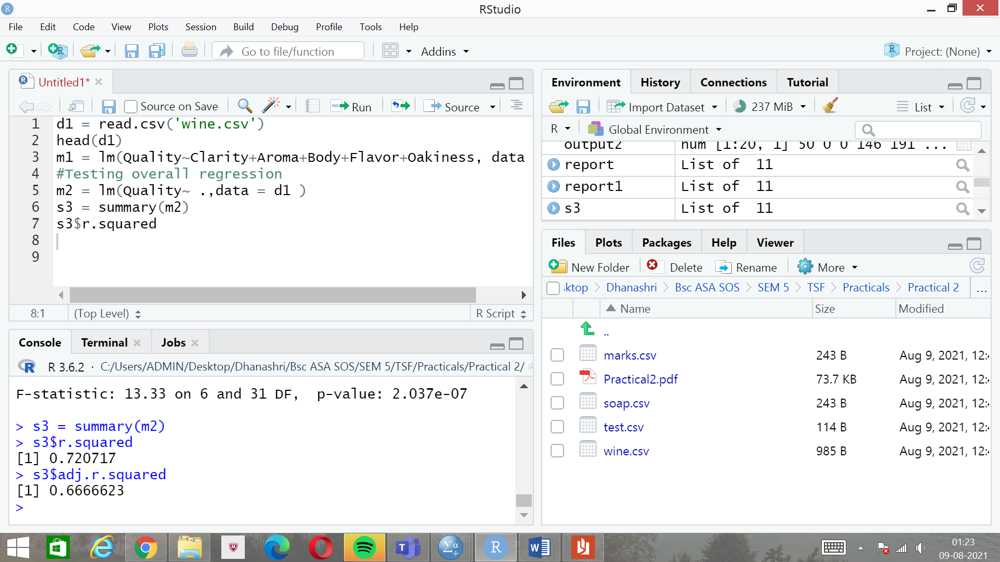 RStudio
File Edit Code View Plots Session Build Debug Profile Tools Help
Go to file/function Addins Project: (None)
Untitled1*
Source on Save Run Source
1 d1 = read.csv('wine.csv')
2 head(d1)
3 m1 = lm(Quality~Clarity+Aroma+Body+Flavor+Oakiness, data
4 #Testing overall regression
5 m2 = lm(Quality~ .,data = d1 )
6 s3 = summary(m2)
7 s3$r.squared
8
9
8:1 (Top Level) R Script
Console Terminal Jobs
R 3.6.2 · C:/Users/ADMIN/Desktop/Dhanashri/Bsc ASA SOS/SEM 5/TSF/Practicals/Practical 2/
F-statistic: 13.33 on 6 and 31 DF,  p-value: 2.037e-07
> s3 = summary(m2)
> s3$r.squared
[1] 0.720717
> s3$adj.r.squared
[1] 0.6666623
>
Environment History Connections Tutorial
Import Dataset 237 MiB List
R Global Environment
output2 num [1:20, 1] 50 0 0 146 191 ...
report List of 11
report1 List of 11
s3 List of 11
Files Plots Packages Help Viewer
New Folder Delete Rename More
ktop Dhanashri Bsc ASA SOS SEM 5 TSF Practicals Practical 2 ...
Name Size Modified
..
marks.csv 243 B Aug 9, 2021, 12:4
Practical2.pdf 73.7 KB Aug 9, 2021, 12:4
soap.csv 243 B Aug 9, 2021, 12:4
test.csv 114 B Aug 9, 2021, 12:4
wine.csv 985 B Aug 9, 2021, 12:4
01:23
09-08-2021